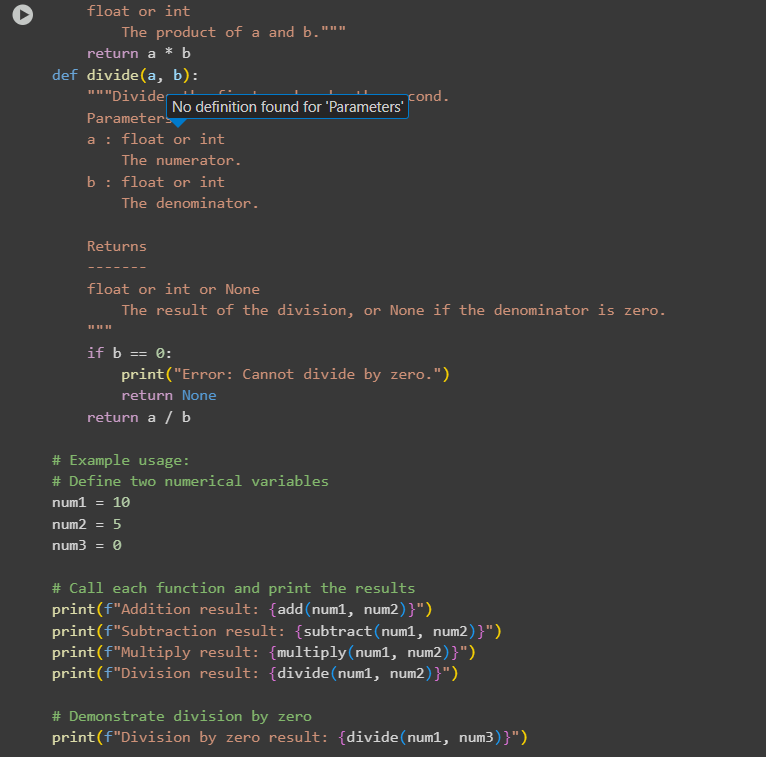 float or int
        The product of a and b."""
    return a * b
def divide(a, b):
    """Divide cond.
No definition found for 'Parameters'
    Parameters
    a : float or int
        The numerator.
    b : float or int
        The denominator.

    Returns
    -------
    float or int or None
        The result of the division, or None if the denominator is zero.
    """
    if b == 0:
        print("Error: Cannot divide by zero.")
        return None
    return a / b

# Example usage:
# Define two numerical variables
num1 = 10
num2 = 5
num3 = 0

# Call each function and print the results
print(f"Addition result: {add(num1, num2)}")
print(f"Subtraction result: {subtract(num1, num2)}")
print(f"Multiply result: {multiply(num1, num2)}")
print(f"Division result: {divide(num1, num2)}")

# Demonstrate division by zero
print(f"Division by zero result: {divide(num1, num3)}")